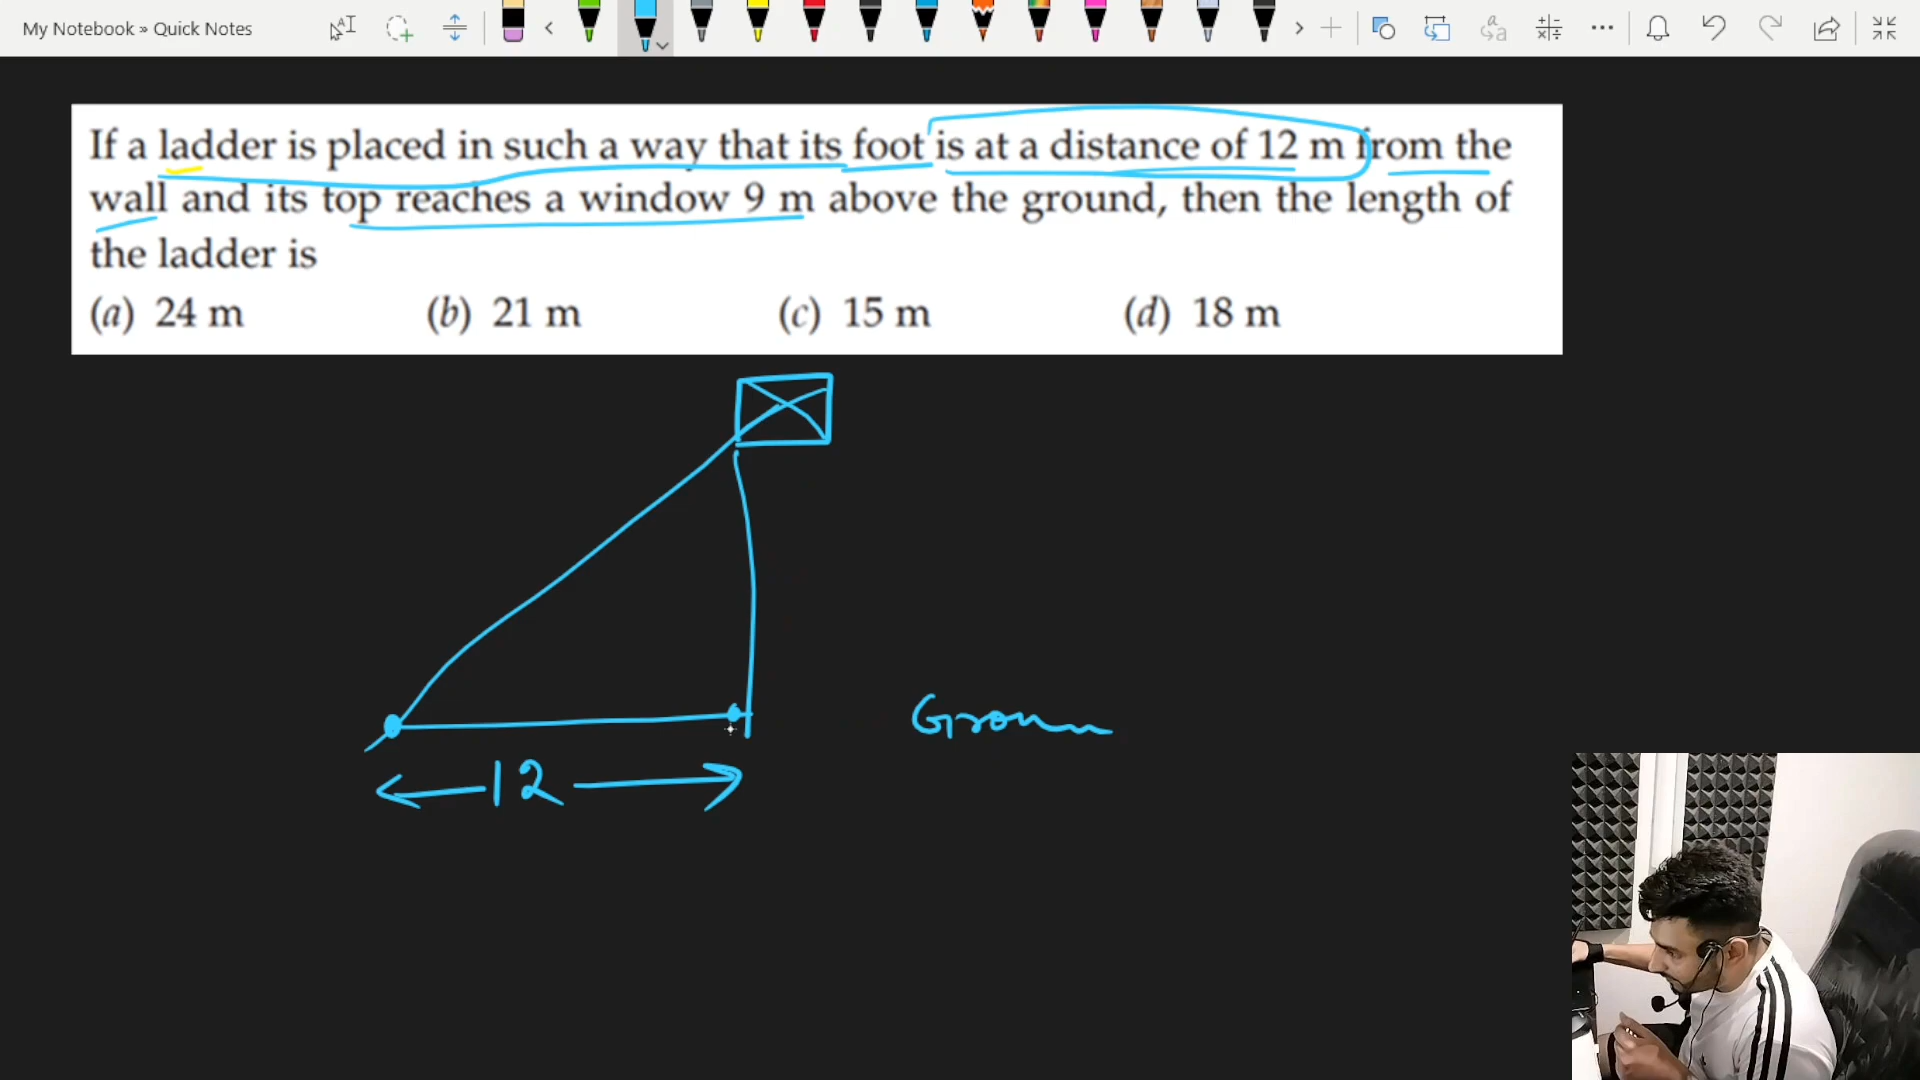 My Notebook » Quick Notes
If a ladder is placed in such a way that its foot is at a distance of 12 m from the
wall and its top reaches a window 9 m above the ground, then the length of
the ladder is
(a) 24 m (b) 21 m (c) 15 m (d) 18 m
Groun
12